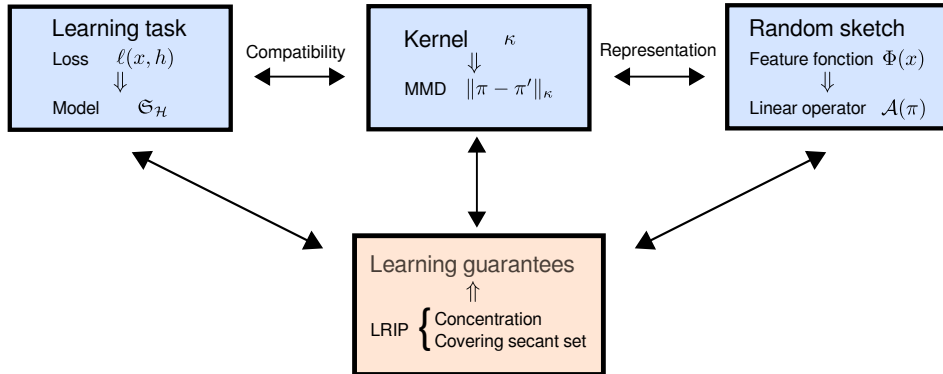 Learning task
Loss ℓ(x, h)
⇓
Model 𝔖_ℋ
Compatibility
Kernel κ
⇓
MMD ‖π − π′‖_κ
Representation
Random sketch
Feature fonction Φ(x)
⇓
Linear operator 𝒜(π)
Learning guarantees
⇑
LRIP { Concentration
Covering secant set